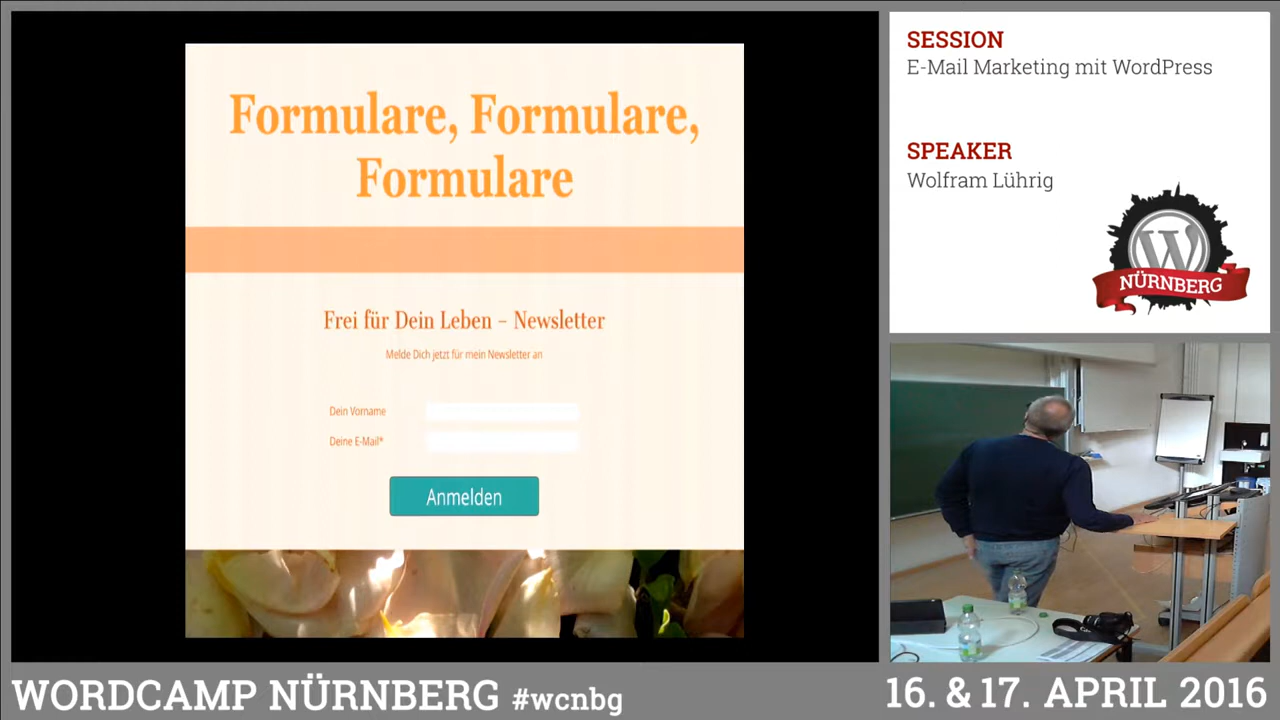 Formulare, Formulare,
Formulare
Frei für Dein Leben – Newsletter
Melde Dich jetzt für mein Newsletter an
Dein Vorname
Deine E-Mail*
Anmelden
SESSION
E-Mail Marketing mit WordPress
SPEAKER
Wolfram Lührig
W
NÜRNBERG
WORDCAMP NÜRNBERG #wcnbg
16. & 17. APRIL 2016